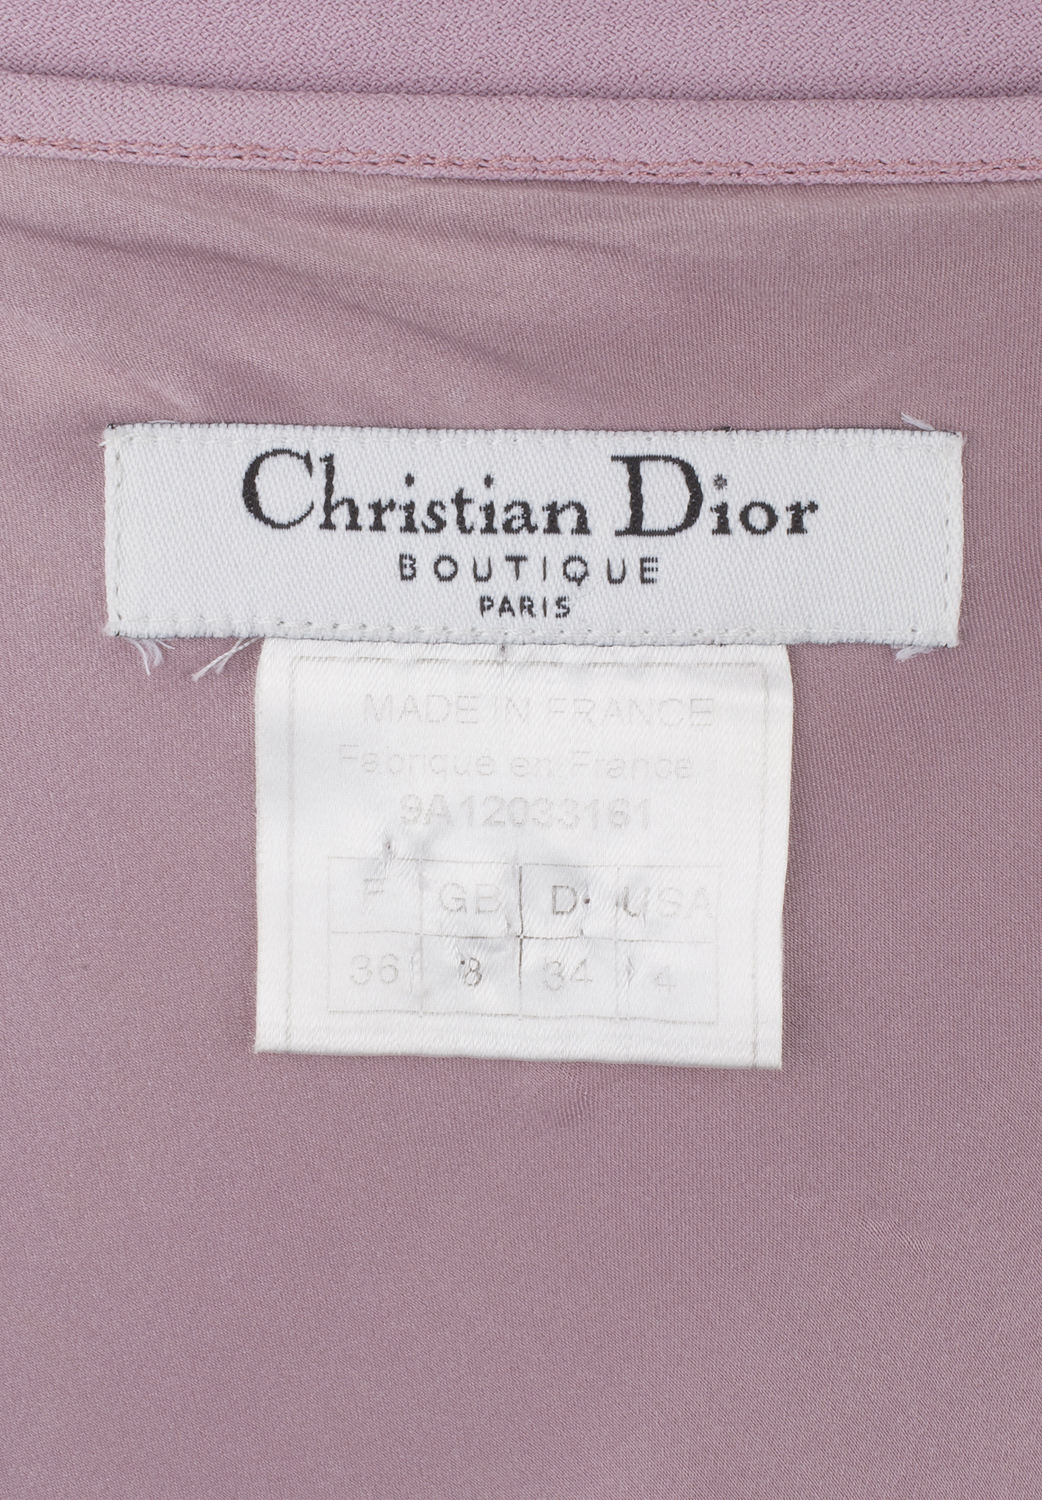 Christian Dior
BOUTIQUE
PARIS
MADE IN FRANCE
Fabrique en France
9A12033161
F GB D USA
36 8 34 4